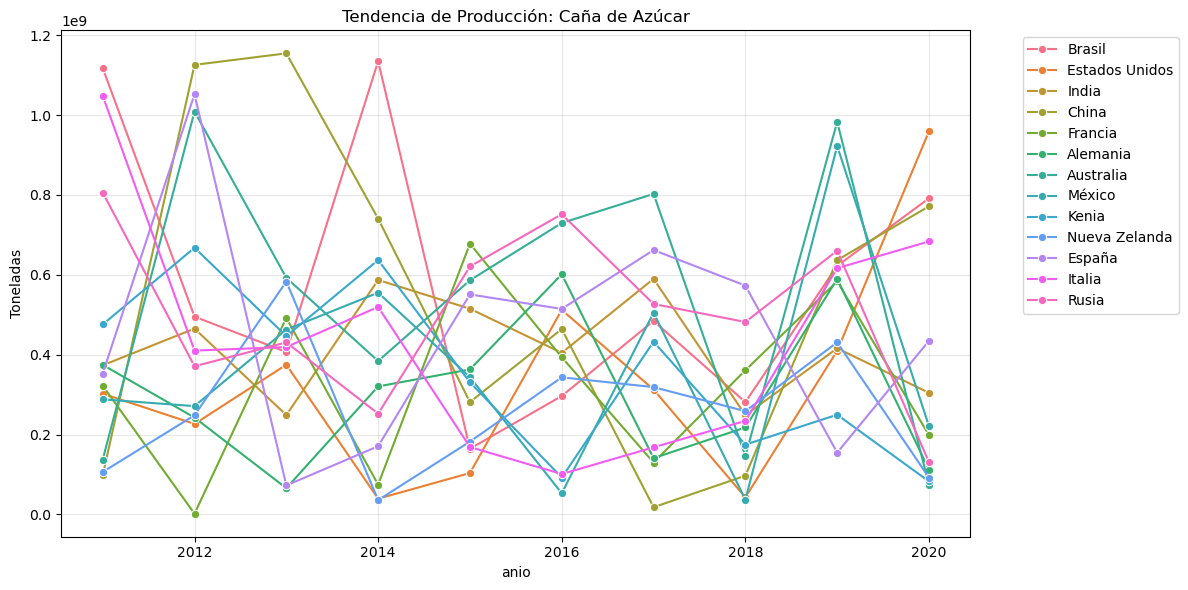 Tendencia de Producción: Caña de Azúcar
1e9
1.2
1.0
0.8
0.6
0.4
0.2
0.0
Toneladas
2012
2014
2016
2018
2020
anio
Brasil
Estados Unidos
India
China
Francia
Alemania
Australia
México
Kenia
Nueva Zelanda
España
Italia
Rusia